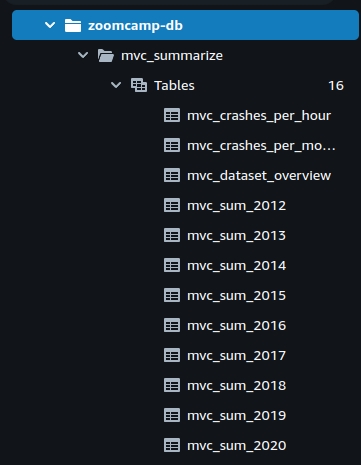 zoomcamp-db
mvc_summarize
Tables 16
mvc_crashes_per_hour
mvc_crashes_per_mo...
mvc_dataset_overview
mvc_sum_2012
mvc_sum_2013
mvc_sum_2014
mvc_sum_2015
mvc_sum_2016
mvc_sum_2017
mvc_sum_2018
mvc_sum_2019
mvc_sum_2020